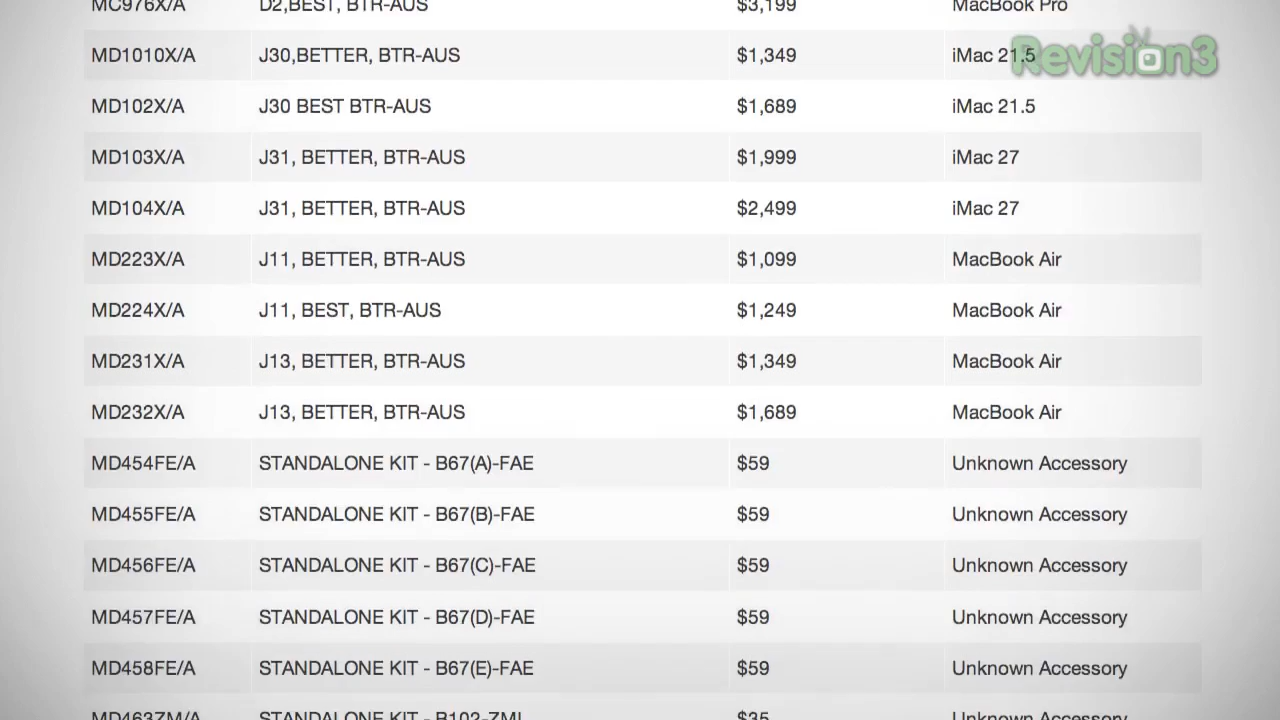 MC976X/A D2,BEST, BTR-AUS $3,199 MacBook Pro
Revision3
MD1010X/A J30,BETTER, BTR-AUS $1,349 iMac 21.5
MD102X/A J30 BEST BTR-AUS $1,689 iMac 21.5
MD103X/A J31, BETTER, BTR-AUS $1,999 iMac 27
MD104X/A J31, BETTER, BTR-AUS $2,499 iMac 27
MD223X/A J11, BETTER, BTR-AUS $1,099 MacBook Air
MD224X/A J11, BEST, BTR-AUS $1,249 MacBook Air
MD231X/A J13, BETTER, BTR-AUS $1,349 MacBook Air
MD232X/A J13, BETTER, BTR-AUS $1,689 MacBook Air
MD454FE/A STANDALONE KIT - B67(A)-FAE $59 Unknown Accessory
MD455FE/A STANDALONE KIT - B67(B)-FAE $59 Unknown Accessory
MD456FE/A STANDALONE KIT - B67(C)-FAE $59 Unknown Accessory
MD457FE/A STANDALONE KIT - B67(D)-FAE $59 Unknown Accessory
MD458FE/A STANDALONE KIT - B67(E)-FAE $59 Unknown Accessory
MD463ZM/A STANDALONE KIT - B102-ZML $35 Unknown Accessory